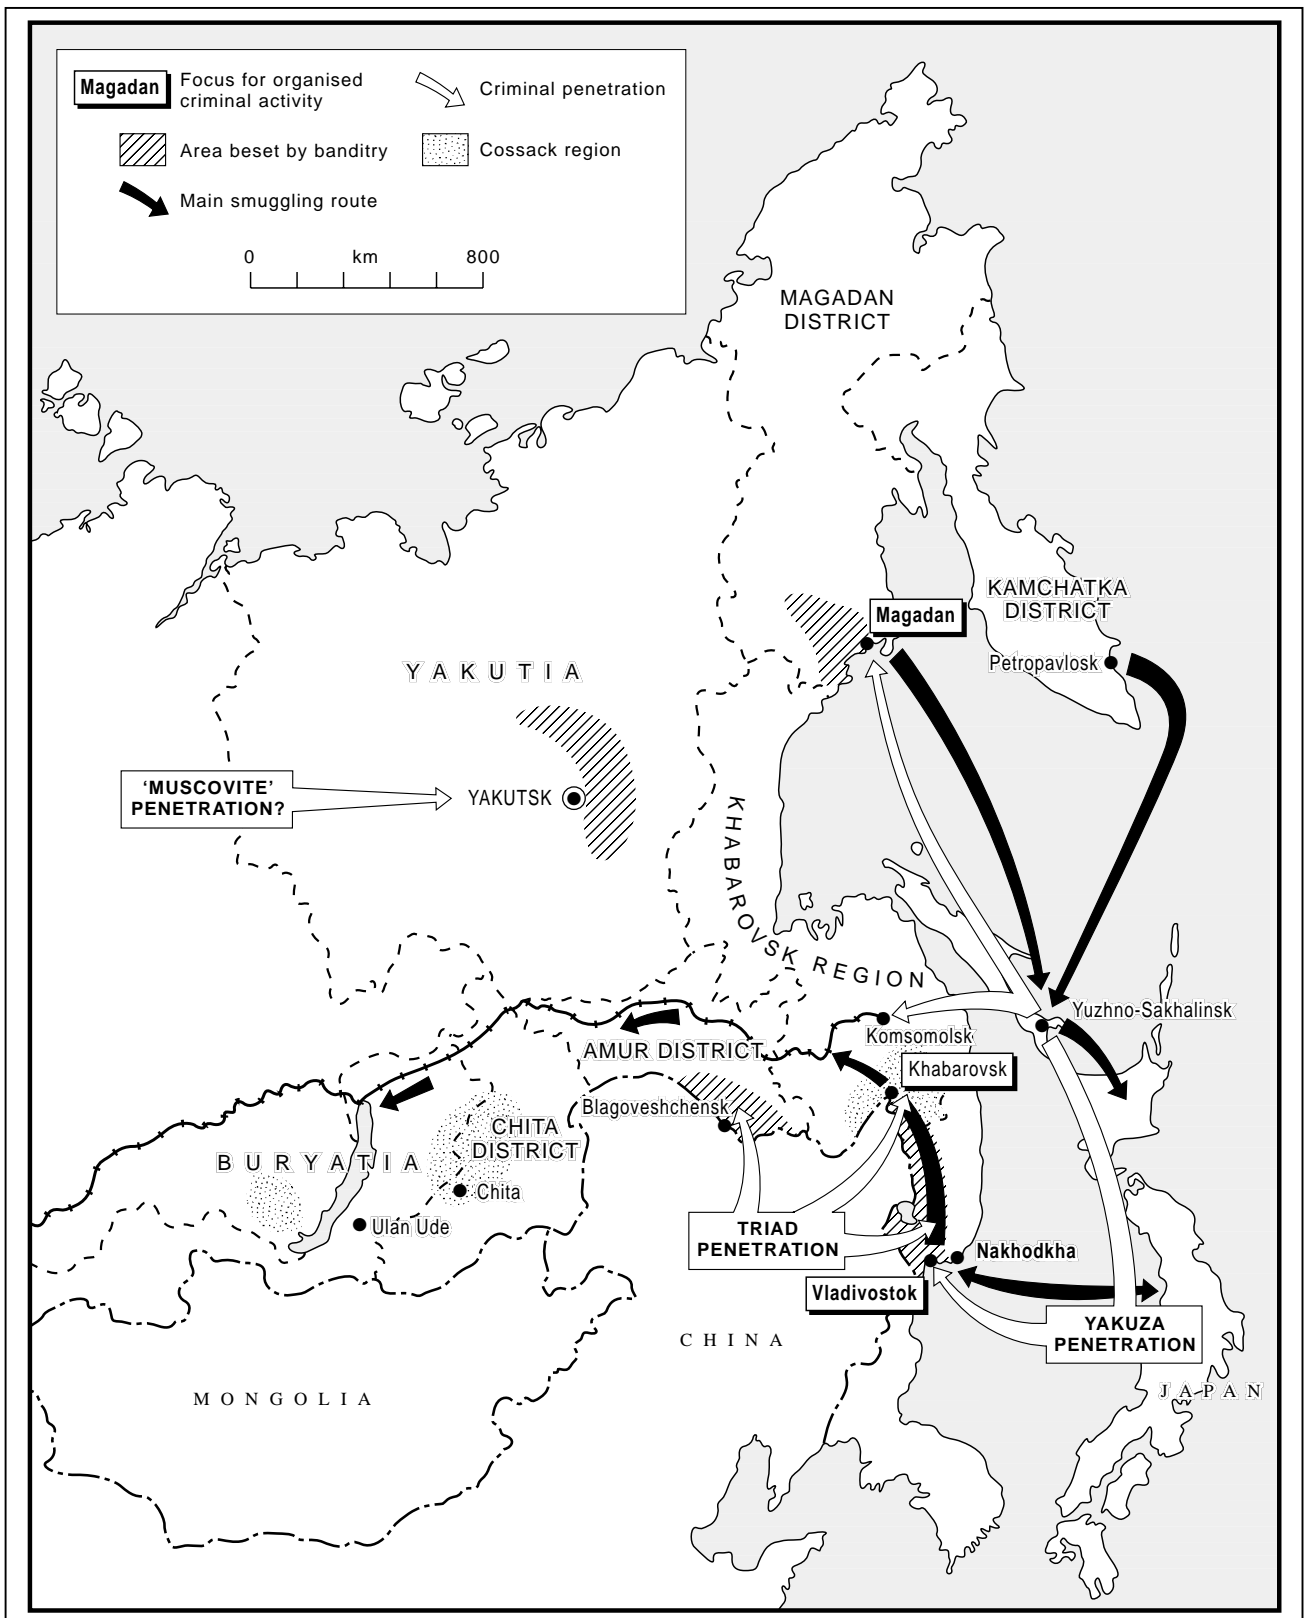 Magadan
Focus for organised
criminal activity
Criminal penetration
Area beset by banditry
Cossack region
Main smuggling route
0 km 800
MAGADAN
DISTRICT
KAMCHATKA
DISTRICT
Magadan
Petropavlosk
YAKUTIA
‘MUSCOVITE’
PENETRATION?
YAKUTSK
KHABAROVSK REGION
Yuzhno-Sakhalinsk
Komsomolsk
AMUR DISTRICT
Khabarovsk
Blagoveshchensk
CHITA
DISTRICT
BURYATIA
Chita
Ulan Ude
TRIAD
PENETRATION
Nakhodkha
Vladivostok
YAKUZA
PENETRATION
CHINA
JAPAN
MONGOLIA